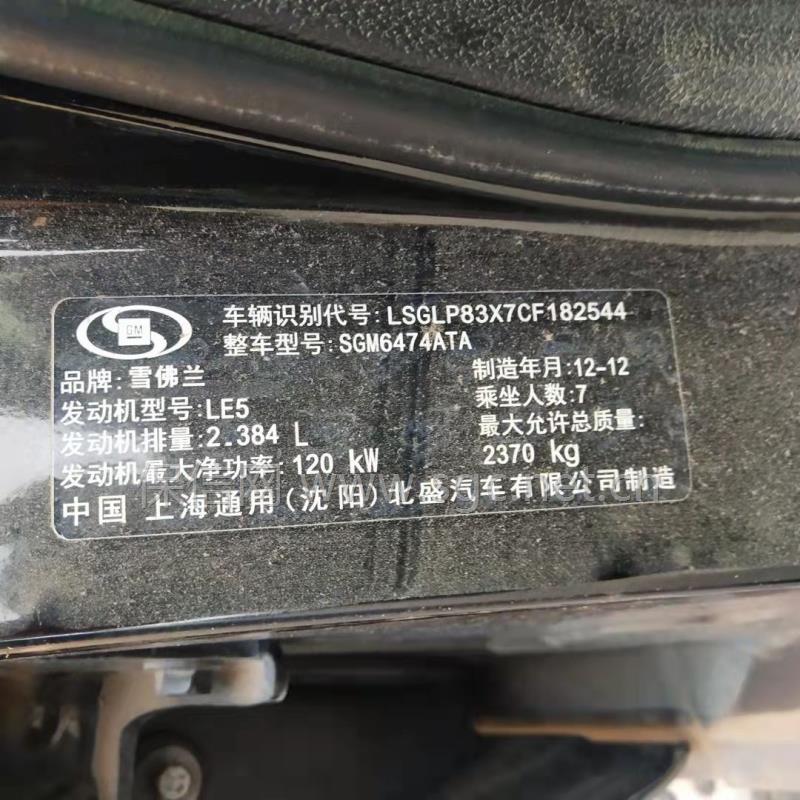 GM
车辆识别代号:LSGLP83X7CF182544
整车型号:SGM6474ATA
品牌:雪佛兰
制造年月:12-12
发动机型号:LE5
乘坐人数:7
发动机排量:2.384 L
最大允许总质量:
发动机最大净功率:120 kW
2370 kg
中国 上海通用(沈阳)北盛汽车有限公司制造